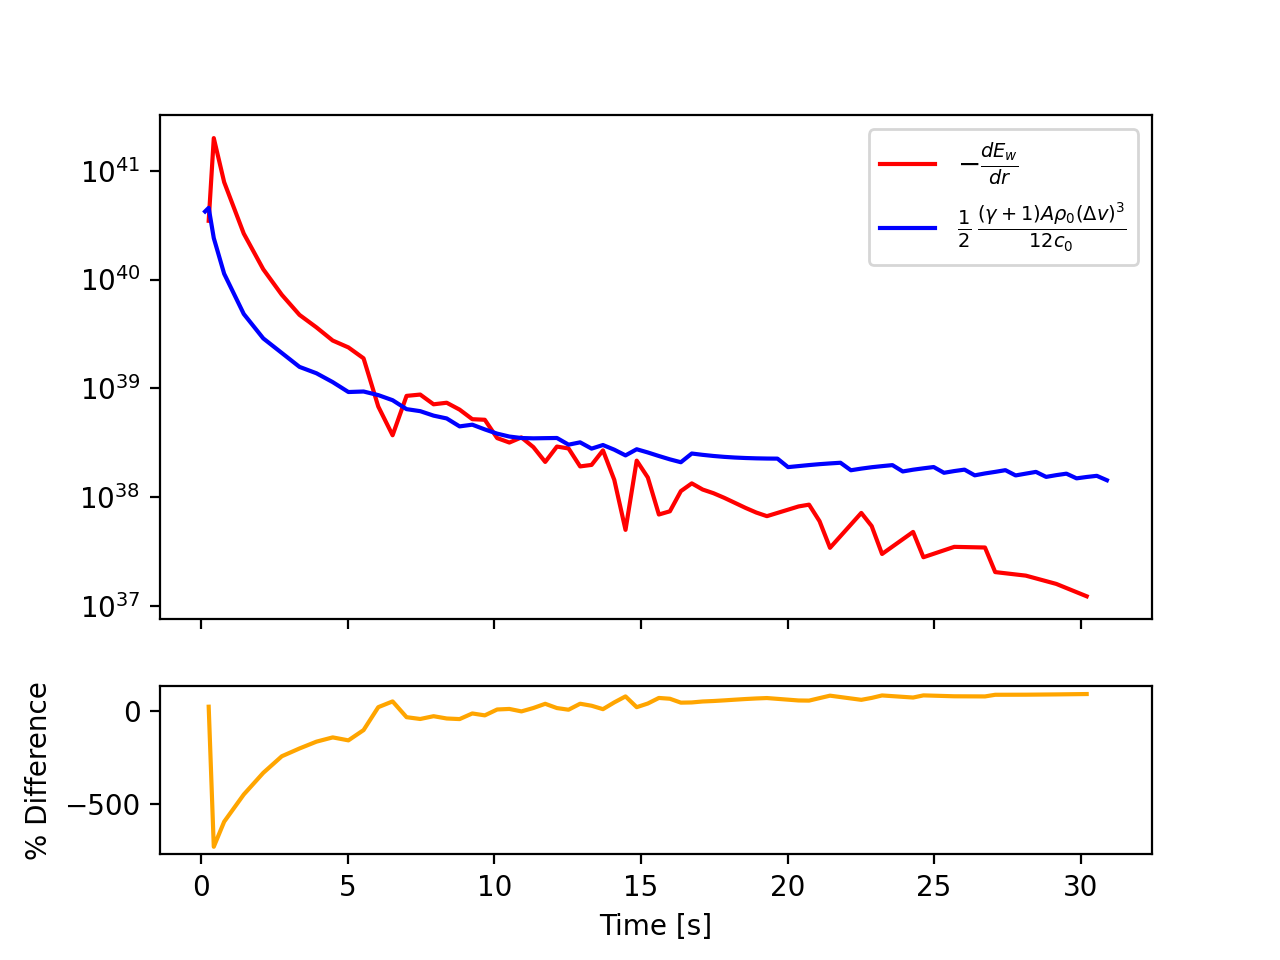 10^41
10^40
10^39
10^38
10^37
-dE_w/dr
1/2 (γ + 1)Aρ_0(Δv)^3/12c_0
% Difference
0
−500
0 5 10 15 20 25 30
Time [s]